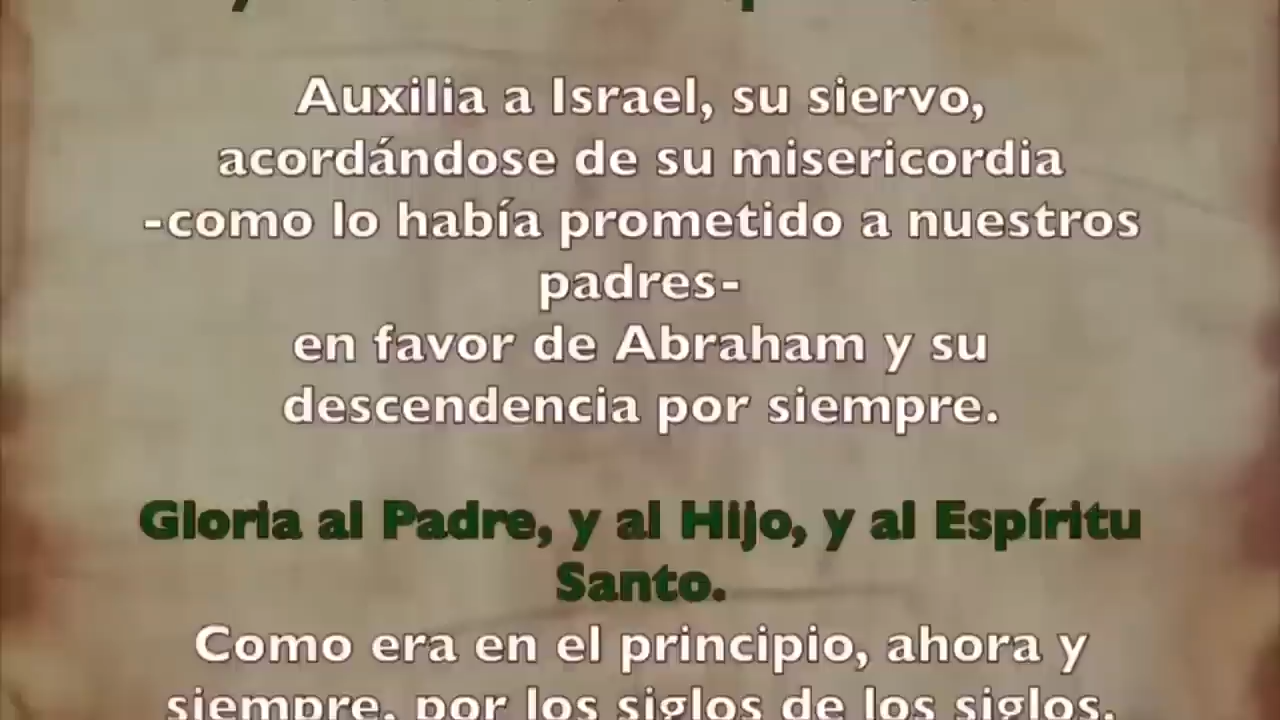 Auxilia a Israel, su siervo,
acordándose de su misericordia
-como lo había prometido a nuestros
padres-
en favor de Abraham y su
descendencia por siempre.
Gloria al Padre, y al Hijo, y al Espíritu
Santo.
Como era en el principio, ahora y
siempre, por los siglos de los siglos.